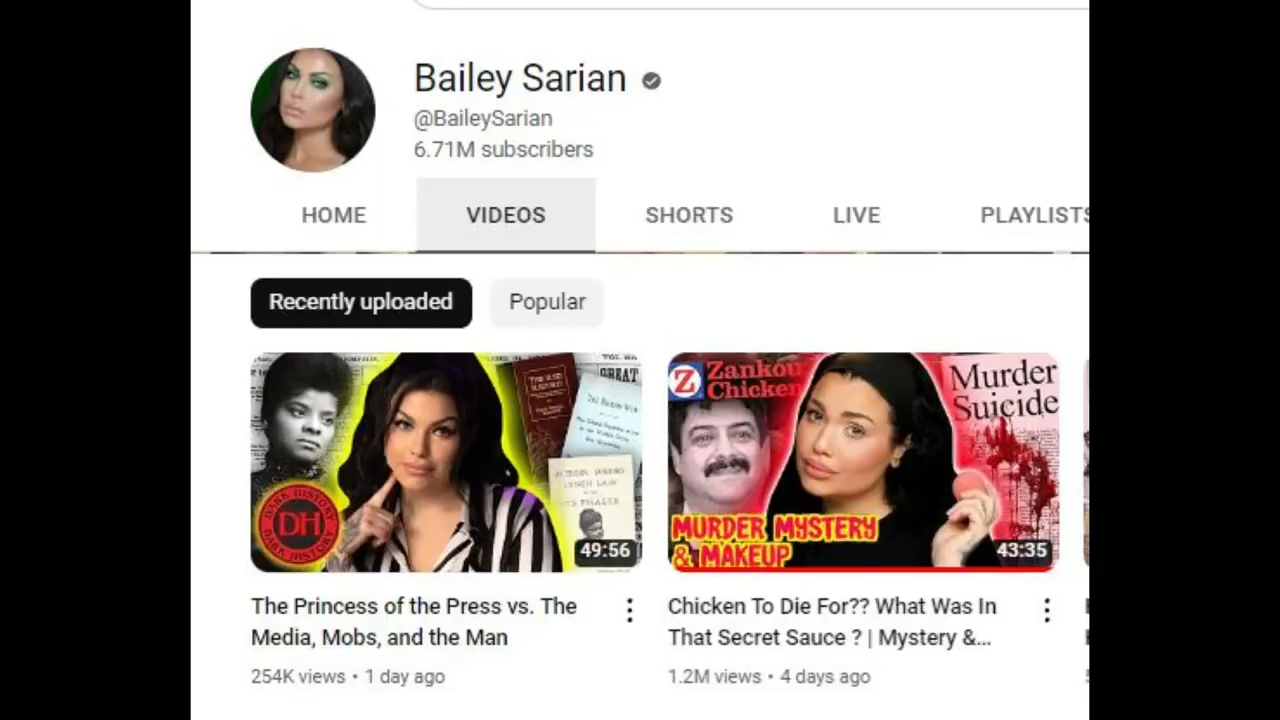 Bailey Sarian
@BaileySarian
6.71M subscribers
HOME VIDEOS SHORTS LIVE PLAYLISTS
Recently uploaded Popular
GREAT
DARK HISTORY
DH
DARK HISTORY
49:56
Zankou
Chicken
Z
Murder
Suicide
MURDER MYSTERY
& MAKEUP
43:35
The Princess of the Press vs. The
Media, Mobs, and the Man
254K views • 1 day ago
Chicken To Die For?? What Was In
That Secret Sauce ? | Mystery &...
1.2M views • 4 days ago